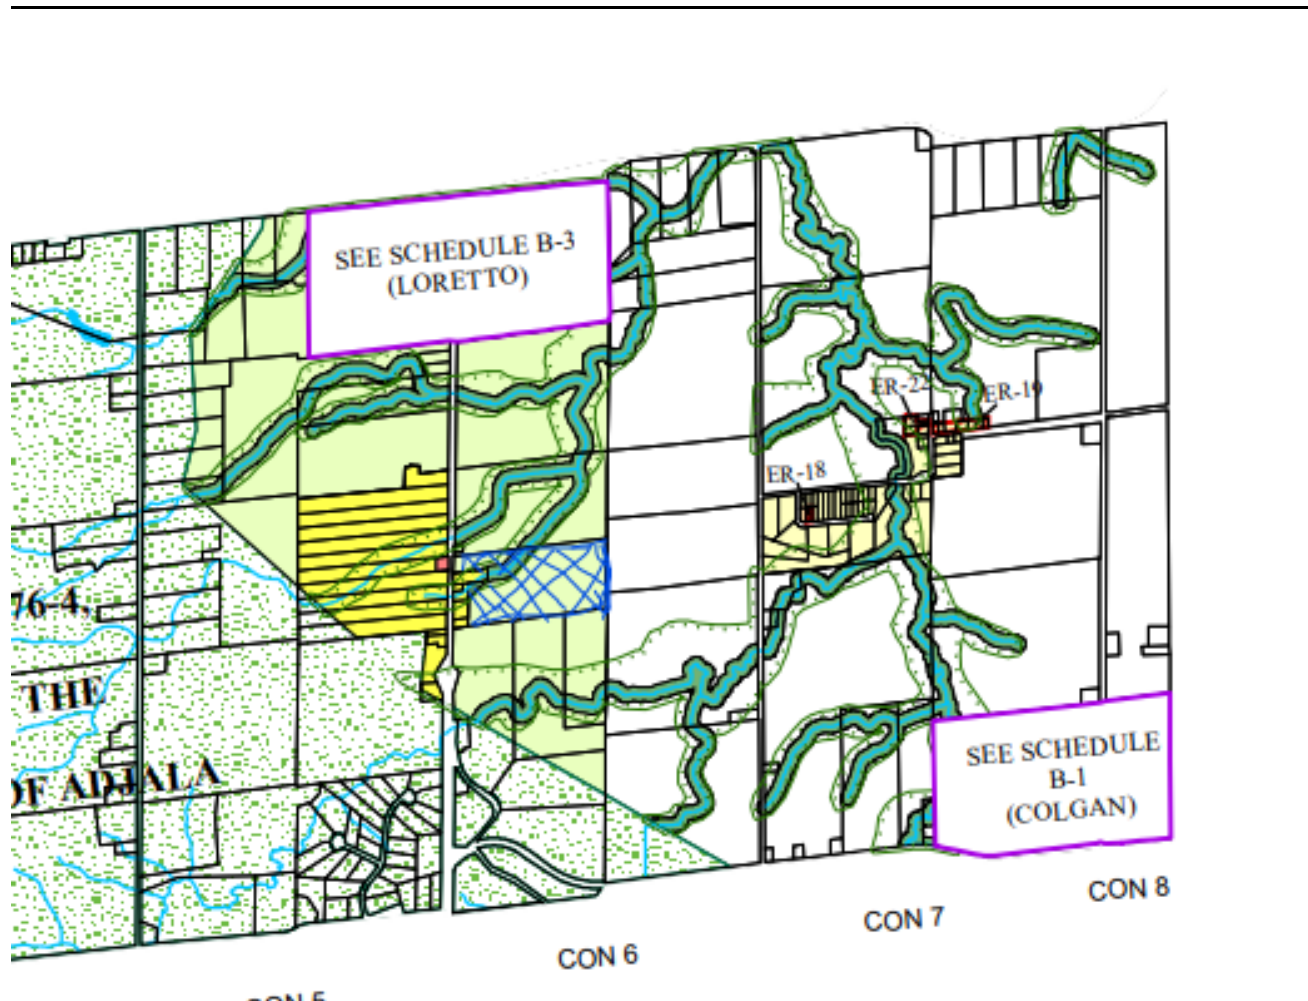 SEE SCHEDULE B-3
(LORETTO)
ER-22
ER-19
ER-18
76-4,
THE
OF ADJALA
SEE SCHEDULE
B-1
(COLGAN)
CON 8
CON 7
CON 6
CON 5